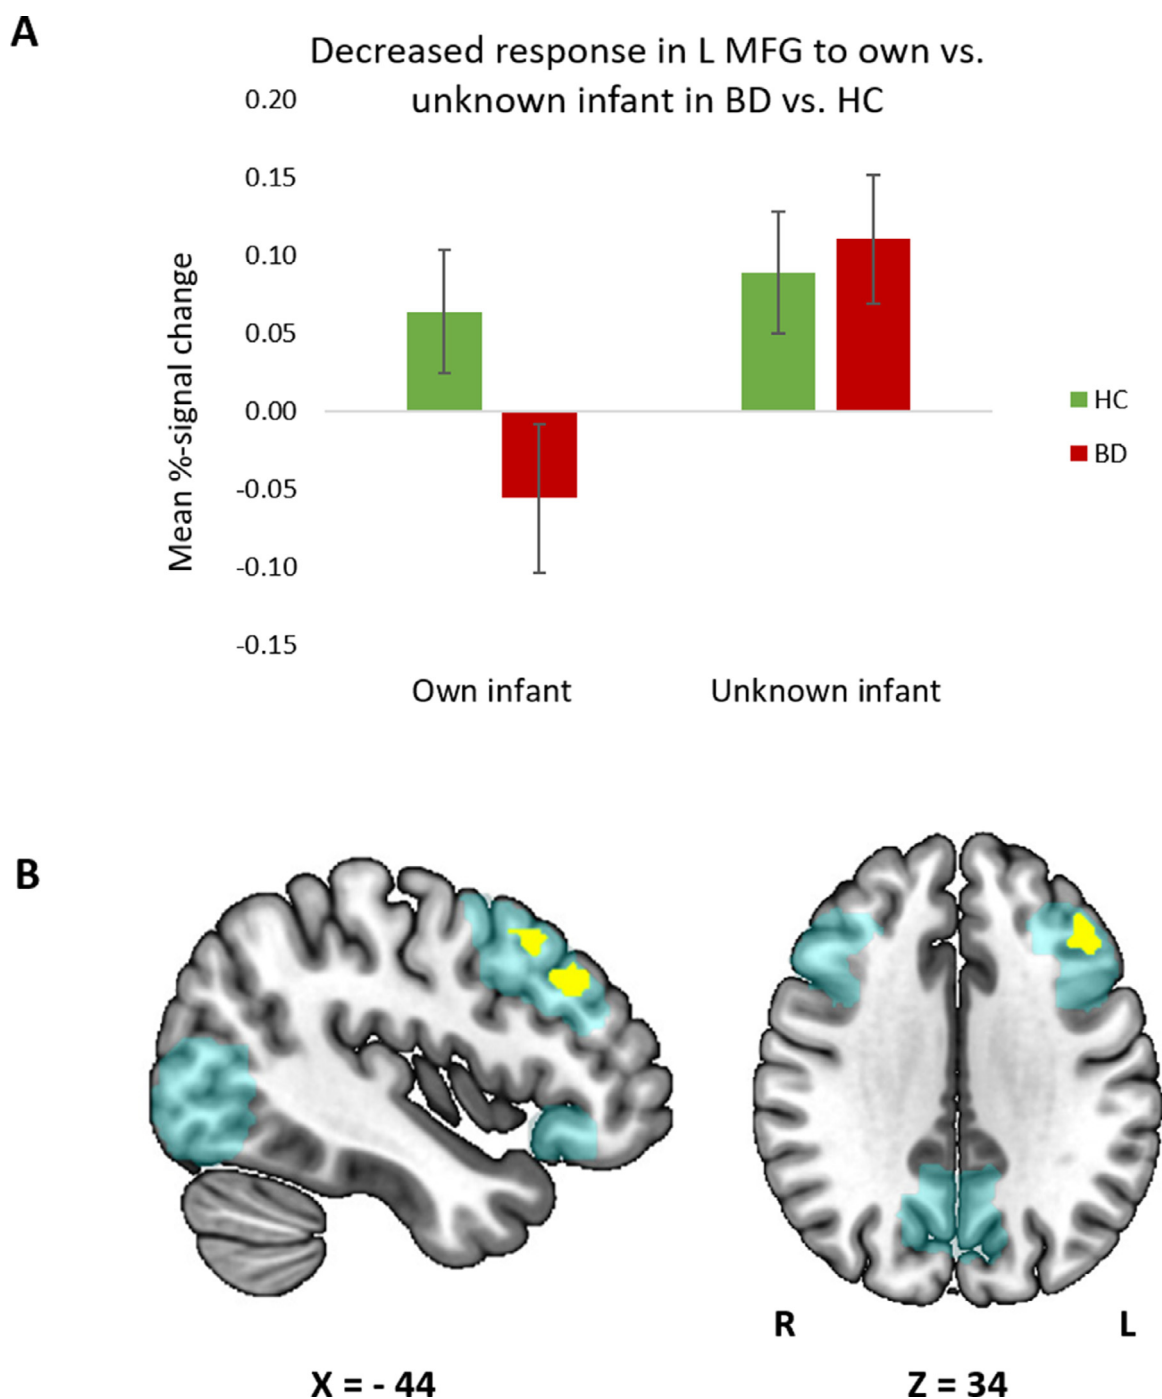 A
Decreased response in L MFG to own vs.
unknown infant in BD vs. HC
0.20
0.15
0.10
0.05
0.00
-0.05
-0.10
-0.15
Mean %-signal change
HC
BD
Own infant
Unknown infant
B
R
L
X = - 44
Z = 34